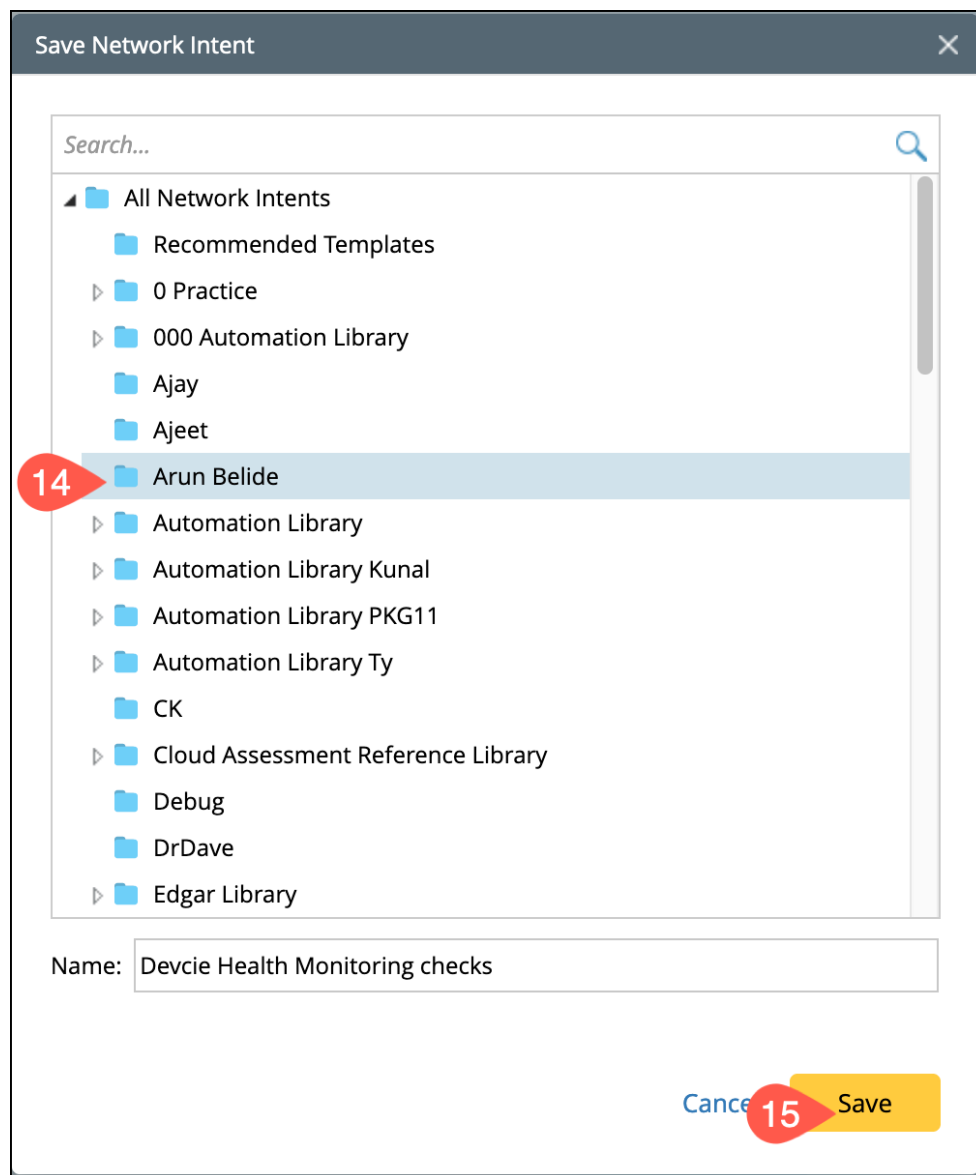 Save Network Intent
Search...
All Network Intents
Recommended Templates
0 Practice
000 Automation Library
Ajay
Ajeet
14 Arun Belide
Automation Library
Automation Library Kunal
Automation Library PKG11
Automation Library Ty
CK
Cloud Assessment Reference Library
Debug
DrDave
Edgar Library
Name: Devcie Health Monitoring checks
Cance 15 Save